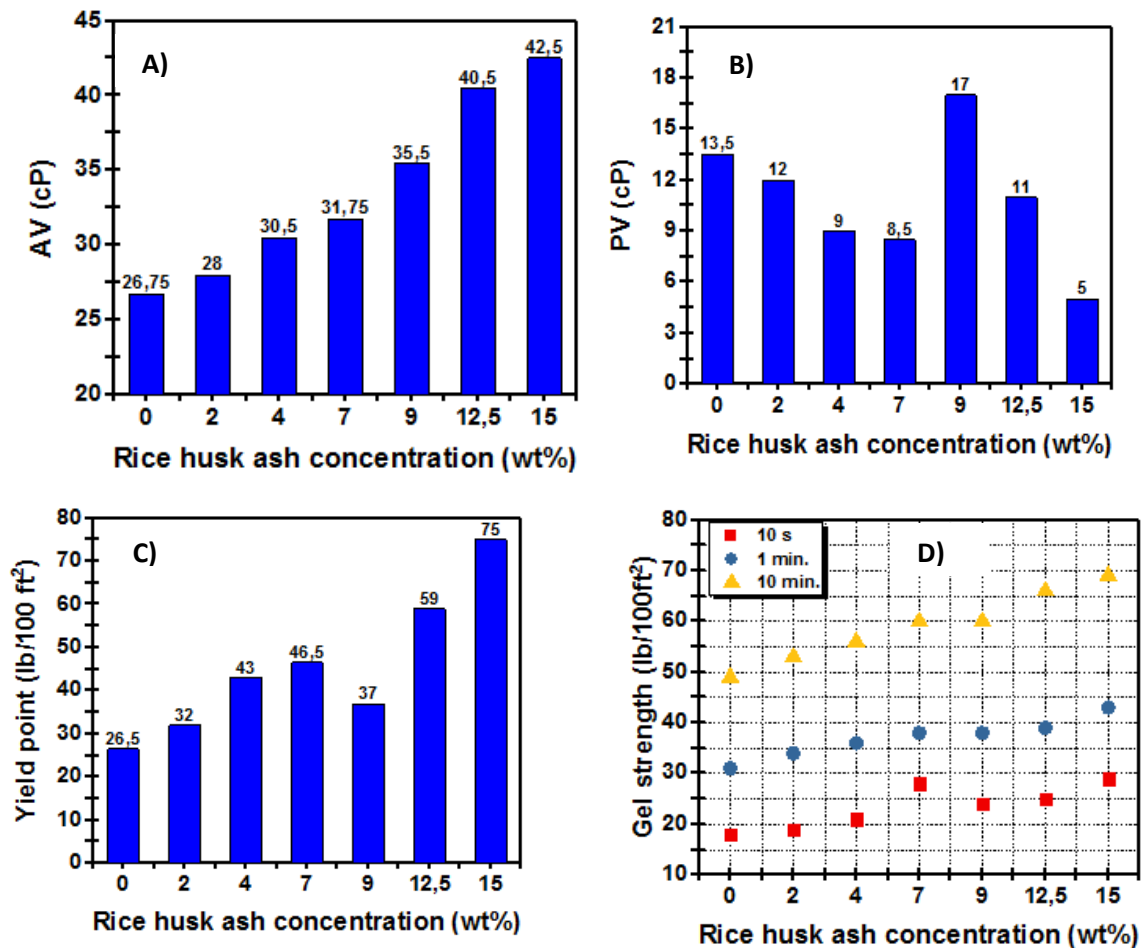 A)
AV (cP)
45
40
35
30
25
20
26,75
28
30,5
31,75
35,5
40,5
42,5
0 2 4 7 9 12,5 15
Rice husk ash concentration (wt%)
B)
PV (cP)
21
18
15
12
9
6
3
0
13,5
12
9
8,5
17
11
5
0 2 4 7 9 12,5 15
Rice husk ash concentration (wt%)
C)
Yield point (lb/100 ft²)
80
70
60
50
40
30
20
10
0
26,5
32
43
46,5
37
59
75
0 2 4 7 9 12,5 15
Rice husk ash concentration (wt%)
D)
10 s
1 min.
10 min.
Gel strength (lb/100ft²)
80
70
60
50
40
30
20
10
0 2 4 7 9 12,5 15
Rice husk ash concentration (wt%)